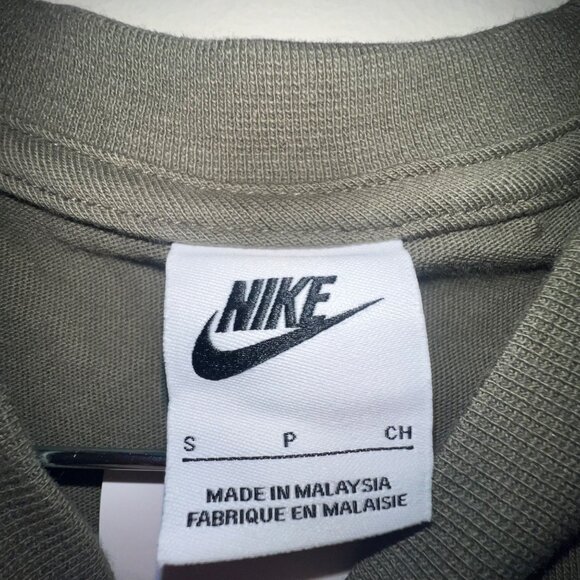 NIKE
S P CH
MADE IN MALAYSIA
FABRIQUE EN MALAISIE